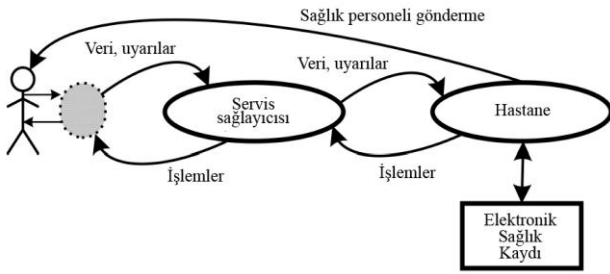 Sağlık personeli gönderme
Veri, uyarılar
Veri, uyarılar
Servis
sağlayıcısı
Hastane
İşlemler
İşlemler
Elektronik
Sağlık
Kaydı